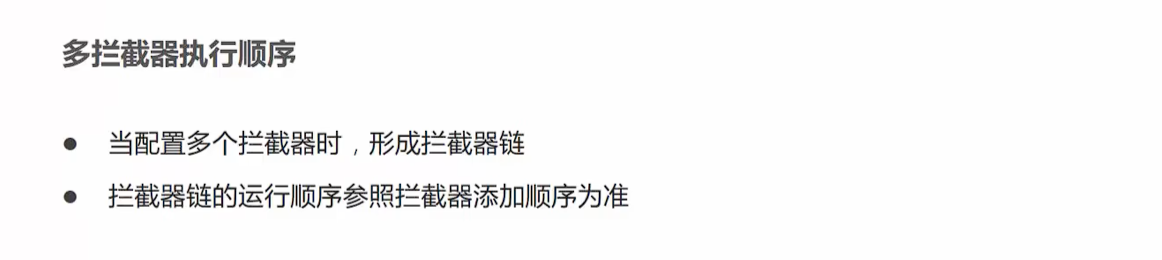 多拦截器执行顺序
● 当配置多个拦截器时，形成拦截器链
● 拦截器链的运行顺序参照拦截器添加顺序为准